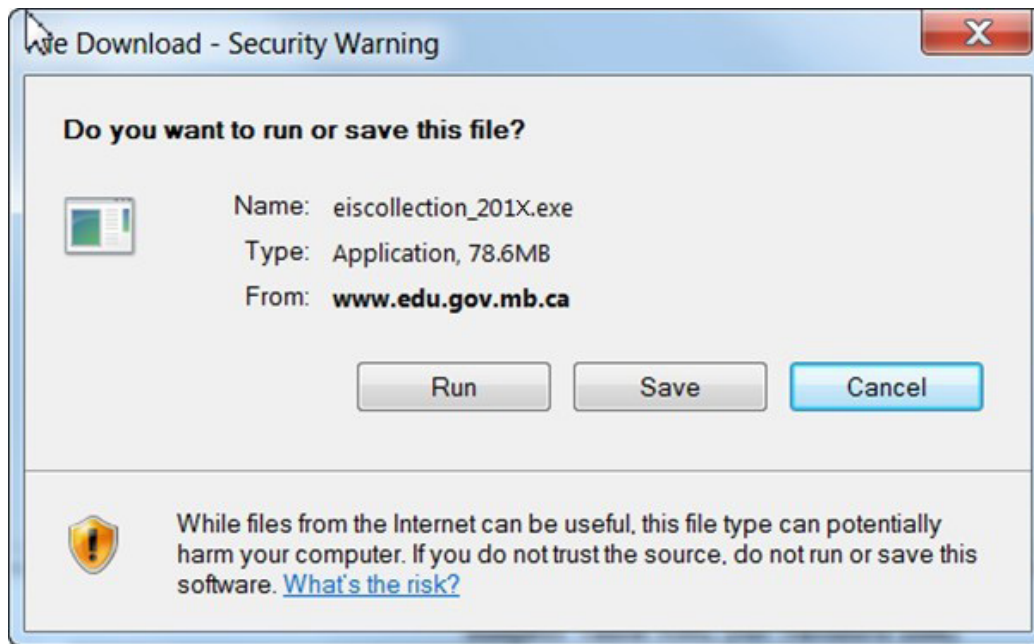 File Download - Security Warning
Do you want to run or save this file?
Name: eiscollection_201X.exe
Type: Application, 78.6MB
From: www.edu.gov.mb.ca
Run Save Cancel
While files from the Internet can be useful, this file type can potentially
harm your computer. If you do not trust the source, do not run or save this
software. What's the risk?